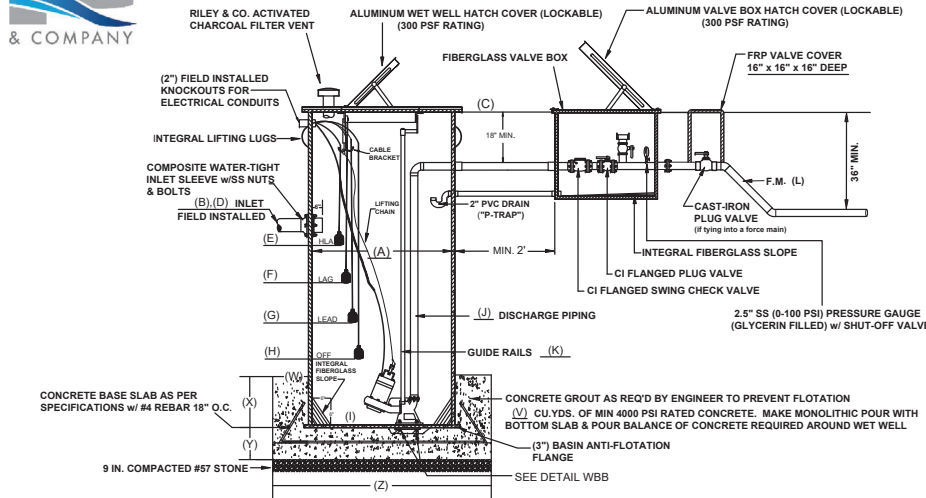 & COMPANY
RILEY & CO. ACTIVATED
CHARCOAL FILTER VENT
ALUMINUM WET WELL HATCH COVER (LOCKABLE)
(300 PSF RATING)
ALUMINUM VALVE BOX HATCH COVER (LOCKABLE)
(300 PSF RATING)
FIBERGLASS VALVE BOX
FRP VALVE COVER
16" x 16" x 16" DEEP
(2") FIELD INSTALLED
KNOCKOUTS FOR
ELECTRICAL CONDUITS
(C)
18" MIN.
36" MIN.
INTEGRAL LIFTING LUGS
CABLE
BRACKET
COMPOSITE WATER-TIGHT
INLET SLEEVE w/SS NUTS
& BOLTS
F.M. (L)
(B),(D) INLET
FIELD INSTALLED
6"
LIFTING
CHAIN
2" PVC DRAIN
("P-TRAP")
CAST-IRON
PLUG VALVE
(if tying into a force main)
(E)
HLA
(A)
MIN. 2'
INTEGRAL FIBERGLASS SLOPE
(F)
LAG
CI FLANGED PLUG VALVE
CI FLANGED SWING CHECK VALVE
(G)
LEAD
(J) DISCHARGE PIPING
2.5" SS (0-100 PSI) PRESSURE GAUGE
(GLYCERIN FILLED) w/ SHUT-OFF VALVE
(H)
OFF
GUIDE RAILS (K)
INTEGRAL
FIBERGLASS
SLOPE
(W)
CONCRETE BASE SLAB AS PER
SPECIFICATIONS w/ #4 REBAR 18" O.C.
(X)
CONCRETE GROUT AS REQ'D BY ENGINEER TO PREVENT FLOTATION
(V) CU.YDS. OF MIN 4000 PSI RATED CONCRETE. MAKE MONOLITHIC POUR WITH
BOTTOM SLAB & POUR BALANCE OF CONCRETE REQUIRED AROUND WET WELL
(I)
(Y)
(3") BASIN ANTI-FLOTATION
FLANGE
9 IN. COMPACTED #57 STONE
SEE DETAIL WBB
(Z)